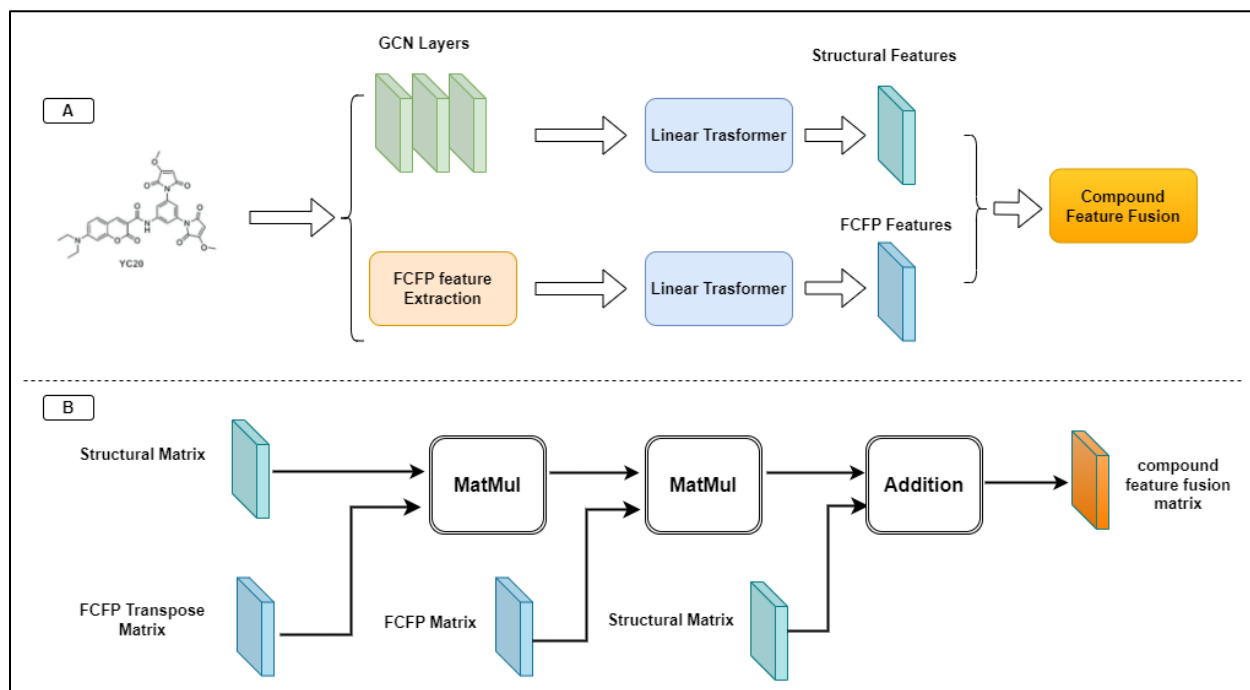 GCN Layers
Structural Features
A
Linear Trasformer
Compound
Feature Fusion
O
O
O
N
O
O
N
H
N
O
O
O
N
O
O
YC20
FCFP Features
FCFP feature
Extraction
Linear Trasformer
B
Structural Matrix
MatMul
MatMul
Addition
compound
feature fusion
matrix
FCFP Transpose
Matrix
FCFP Matrix
Structural Matrix